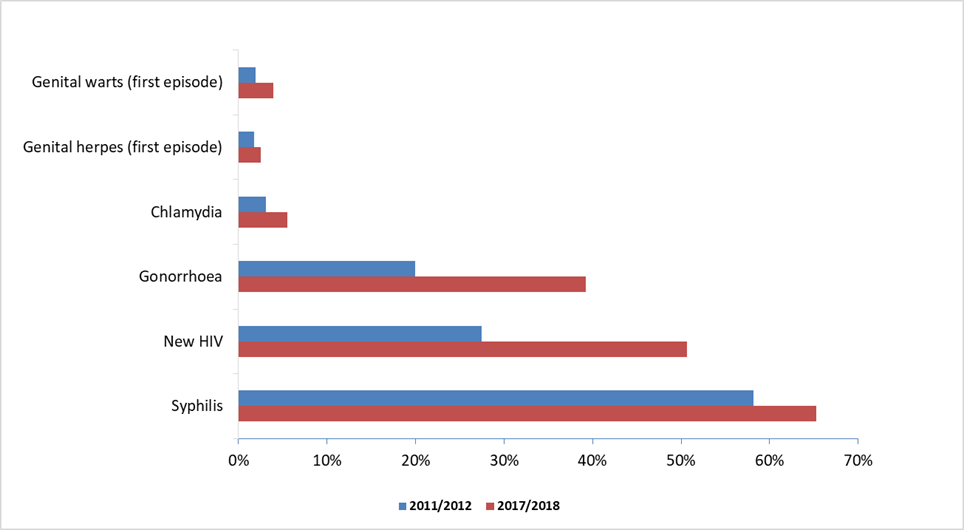 Genital warts (first episode)
Genital herpes (first episode)
Chlamydia
Gonorrhoea
New HIV
Syphilis
0% 10% 20% 30% 40% 50% 60% 70%
2011/2012 2017/2018